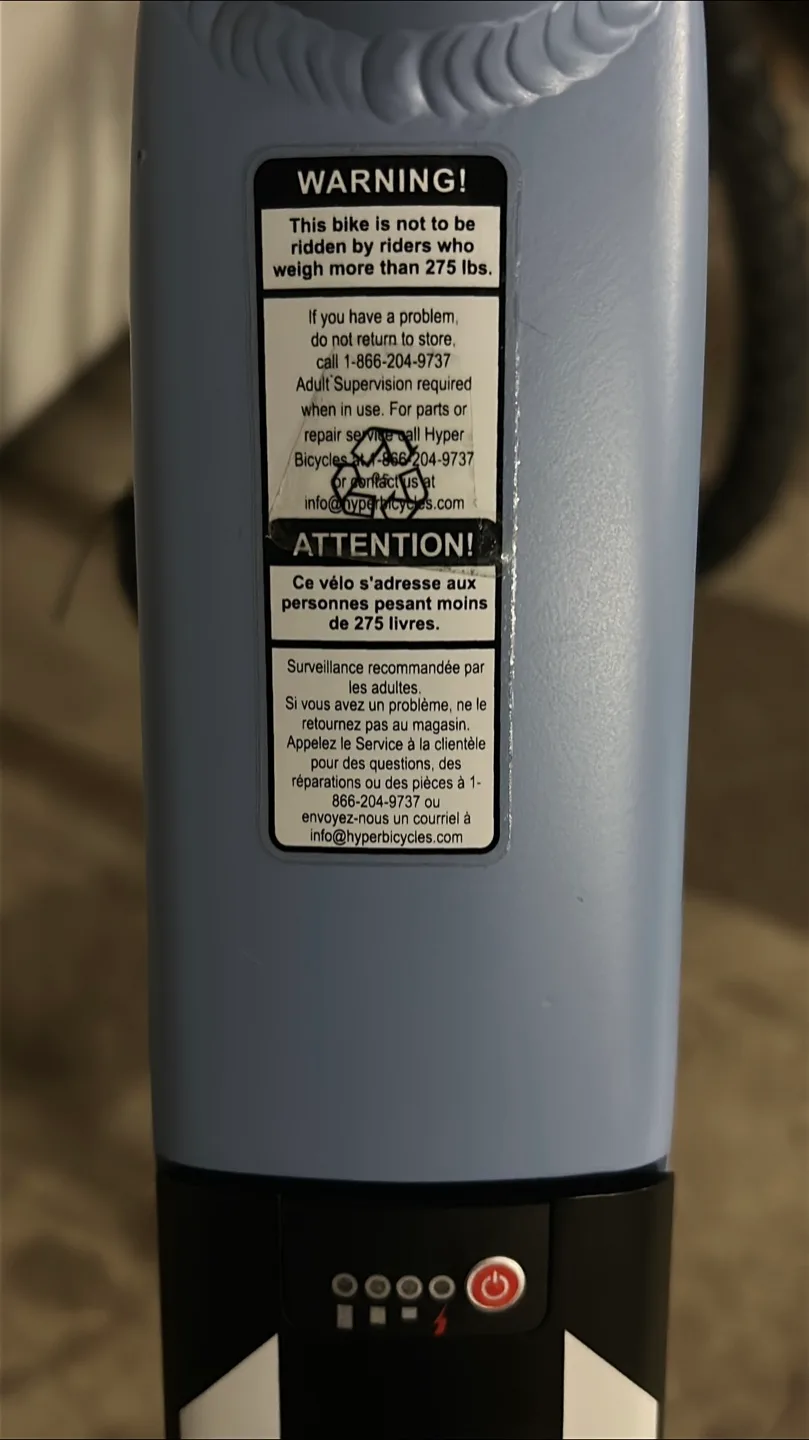 WARNING!
This bike is not to be
ridden by riders who
weigh more than 275 lbs.
If you have a problem,
do not return to store,
call 1-866-204-9737
Adult Supervision required
when in use. For parts or
repair service call Hyper
Bicycles at 1-866-204-9737
or contact us at
info@hyperbicycles.com
ATTENTION!
Ce vélo s'adresse aux
personnes pesant moins
de 275 livres.
Surveillance recommandée par
les adultes.
Si vous avez un problème, ne le
retournez pas au magasin.
Appelez le Service à la clientèle
pour des questions, des
réparations ou des pièces à 1-
866-204-9737 ou
envoyez-nous un courriel à
info@hyperbicycles.com